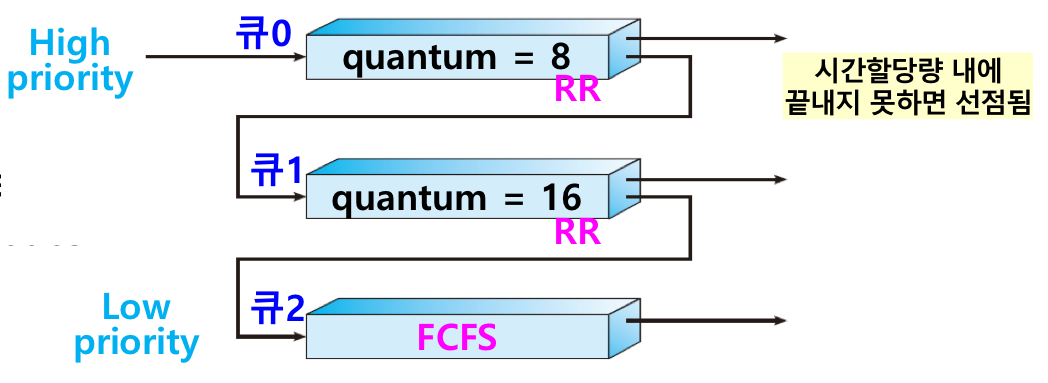 High
priority
큐0
quantum = 8
RR
시간할당량 내에
끝내지 못하면 선점됨
큐1
quantum = 16
RR
Low
priority
큐2
FCFS